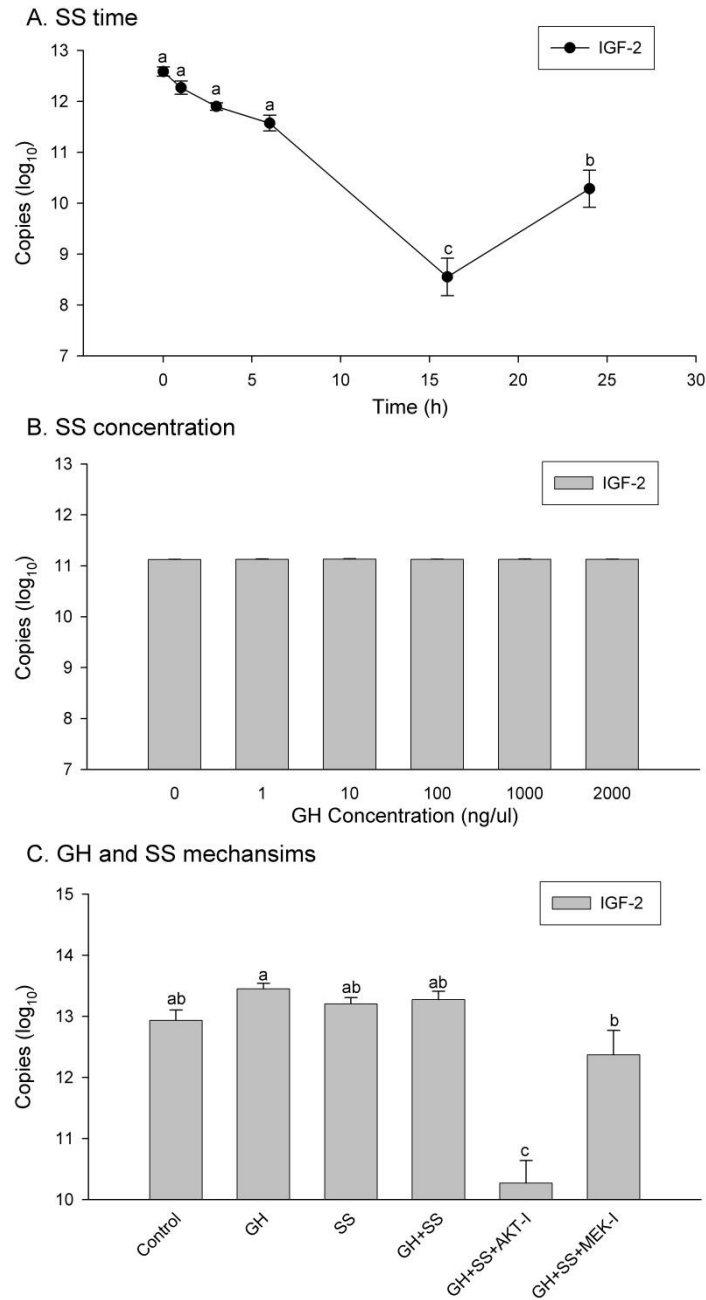 A. SS time
IGF-2
13
12
11
10
9
8
7
Copies (log10)
a
a
a
a
c
b
0
5
10
15
20
25
30
Time (h)
B. SS concentration
IGF-2
13
12
11
10
9
8
7
Copies (log10)
0
1
10
100
1000
2000
GH Concentration (ng/ul)
C. GH and SS mechansims
IGF-2
15
14
13
12
11
10
Copies (log10)
ab
a
ab
ab
c
b
Control
GH
SS
GH+SS
GH+SS+AKT-I
GH+SS+MEK-I